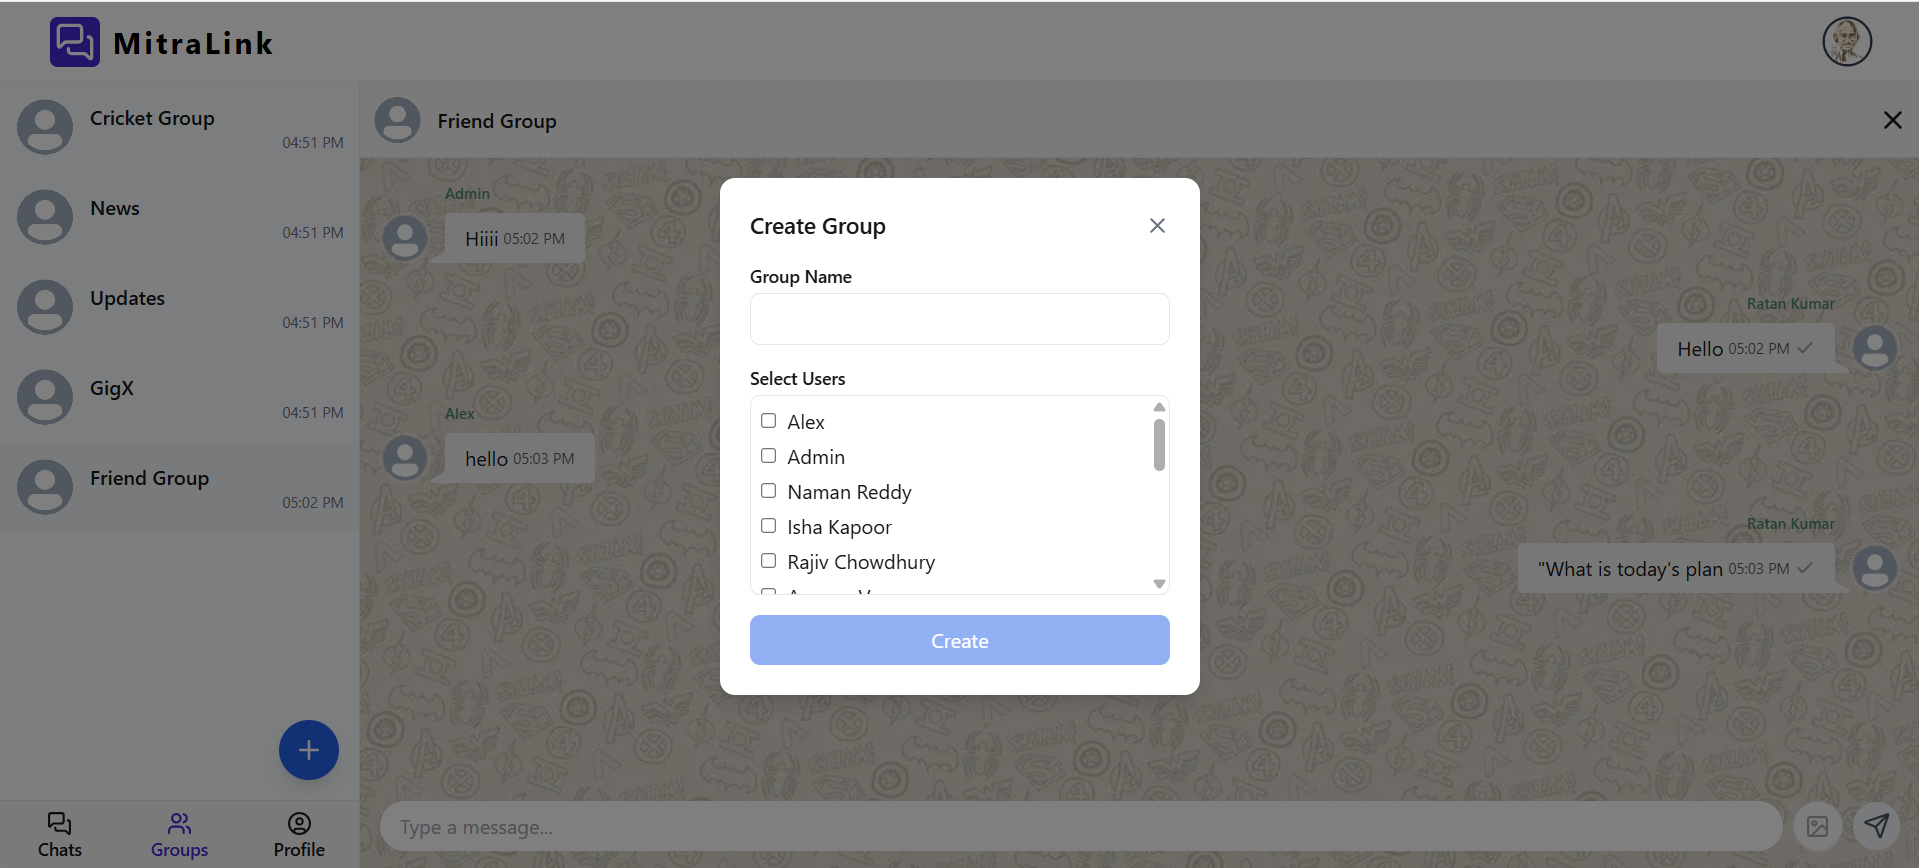 MitraLink
Cricket Group
04:51 PM
News
04:51 PM
Updates
04:51 PM
GigX
04:51 PM
Friend Group
05:02 PM
Chats
Groups
Profile
Friend Group
Admin
Hiiii 05:02 PM
Ratan Kumar
Hello 05:02 PM
Alex
hello 05:03 PM
Ratan Kumar
"What is today's plan 05:03 PM
Type a message...
Create Group
Group Name
Select Users
Alex
Admin
Naman Reddy
Isha Kapoor
Rajiv Chowdhury
Create